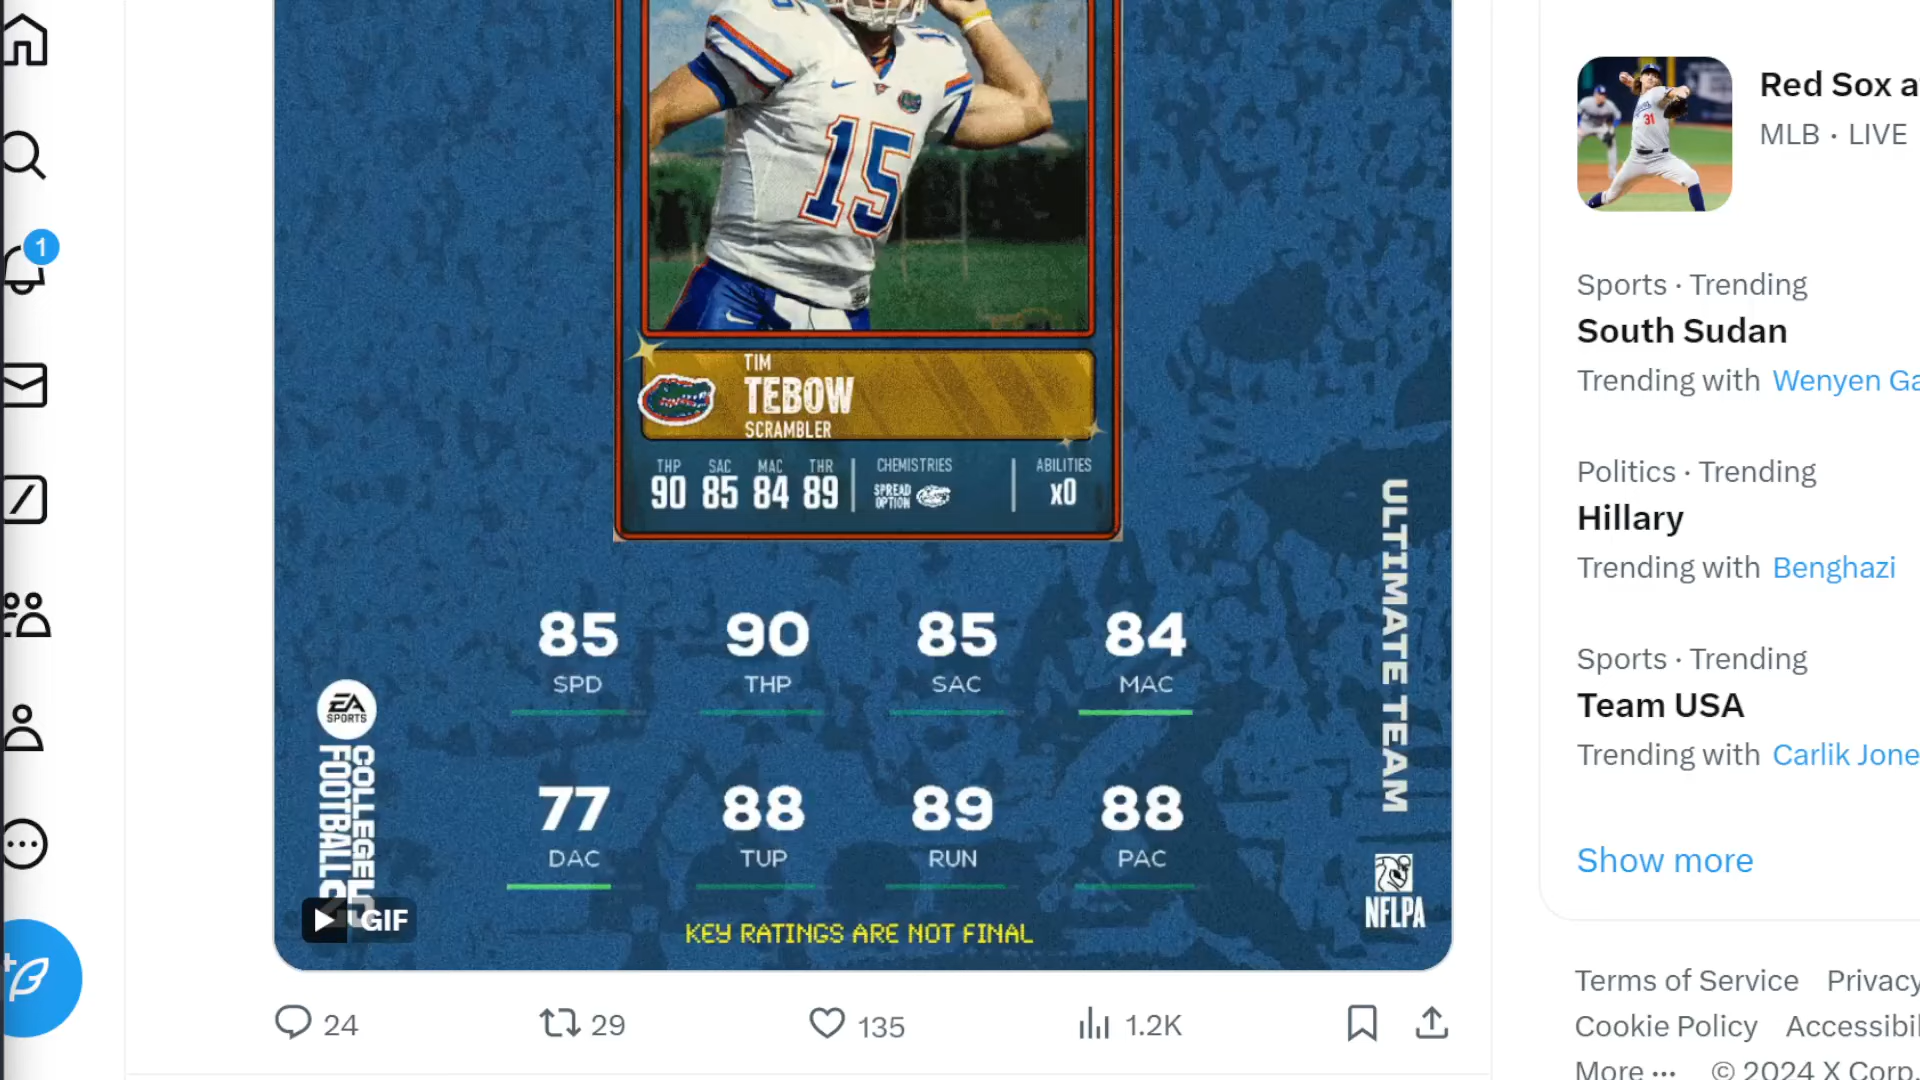 1
15
TIM
TEBOW
SCRAMBLER
THP SAC MAC THR CHEMISTRIES ABILITIES
90 85 84 89 SPREAD OPTION x0
85 90 85 84
SPD THP SAC MAC
77 88 89 88
DAC TUP RUN PAC
KEY RATINGS ARE NOT FINAL
EA
SPORTS
COLLEGE
FOOTBALL
GIF
ULTIMATE TEAM
NFLPA
24 29 135 1.2K
31
Red Sox a
MLB · LIVE
Sports · Trending
South Sudan
Trending with Wenyen Ga
Politics · Trending
Hillary
Trending with Benghazi
Sports · Trending
Team USA
Trending with Carlik Jone
Show more
Terms of Service Privacy
Cookie Policy Accessibil
More ··· © 2024 X Corp.